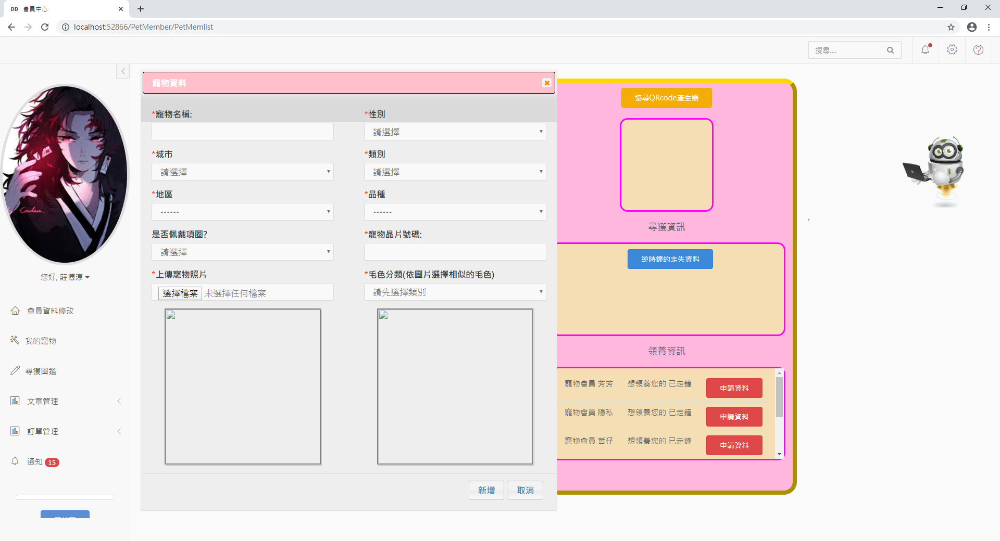 DD 會員中心
localhost:52866/PetMember/PetMemlist
搜尋....
您好, 莊博淳
會員資料修改
我的寵物
尋獲圖鑑
文章管理
訂單管理
通知 15
寵物資料
*寵物名稱:
*性別
請選擇
*城市
*類別
請選擇
請選擇
*地區
*品種
------
------
是否佩戴項圈?
*寵物晶片號碼:
請選擇
*上傳寵物照片
*毛色分類(依圖片選擇相似的毛色)
選擇檔案 未選擇任何檔案
請先選擇類別
新增
取消
協尋QRcode產生器
尋獲資訊
逆時鐘的走失資料
領養資訊
寵物會員 芳芳 想領養您的 已走鐘 申請資料
寵物會員 隱私 想領養您的 已走鐘 申請資料
寵物會員 哲仔 想領養您的 已走鐘 申請資料